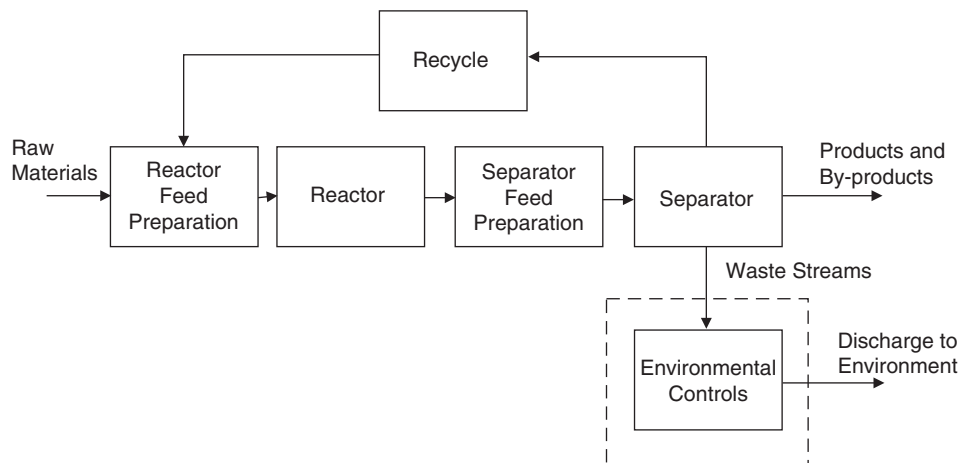 Recycle
Raw
Materials
Reactor
Feed
Preparation
Reactor
Separator
Feed
Preparation
Separator
Products and
By-products
Waste Streams
Environmental
Controls
Discharge to
Environment